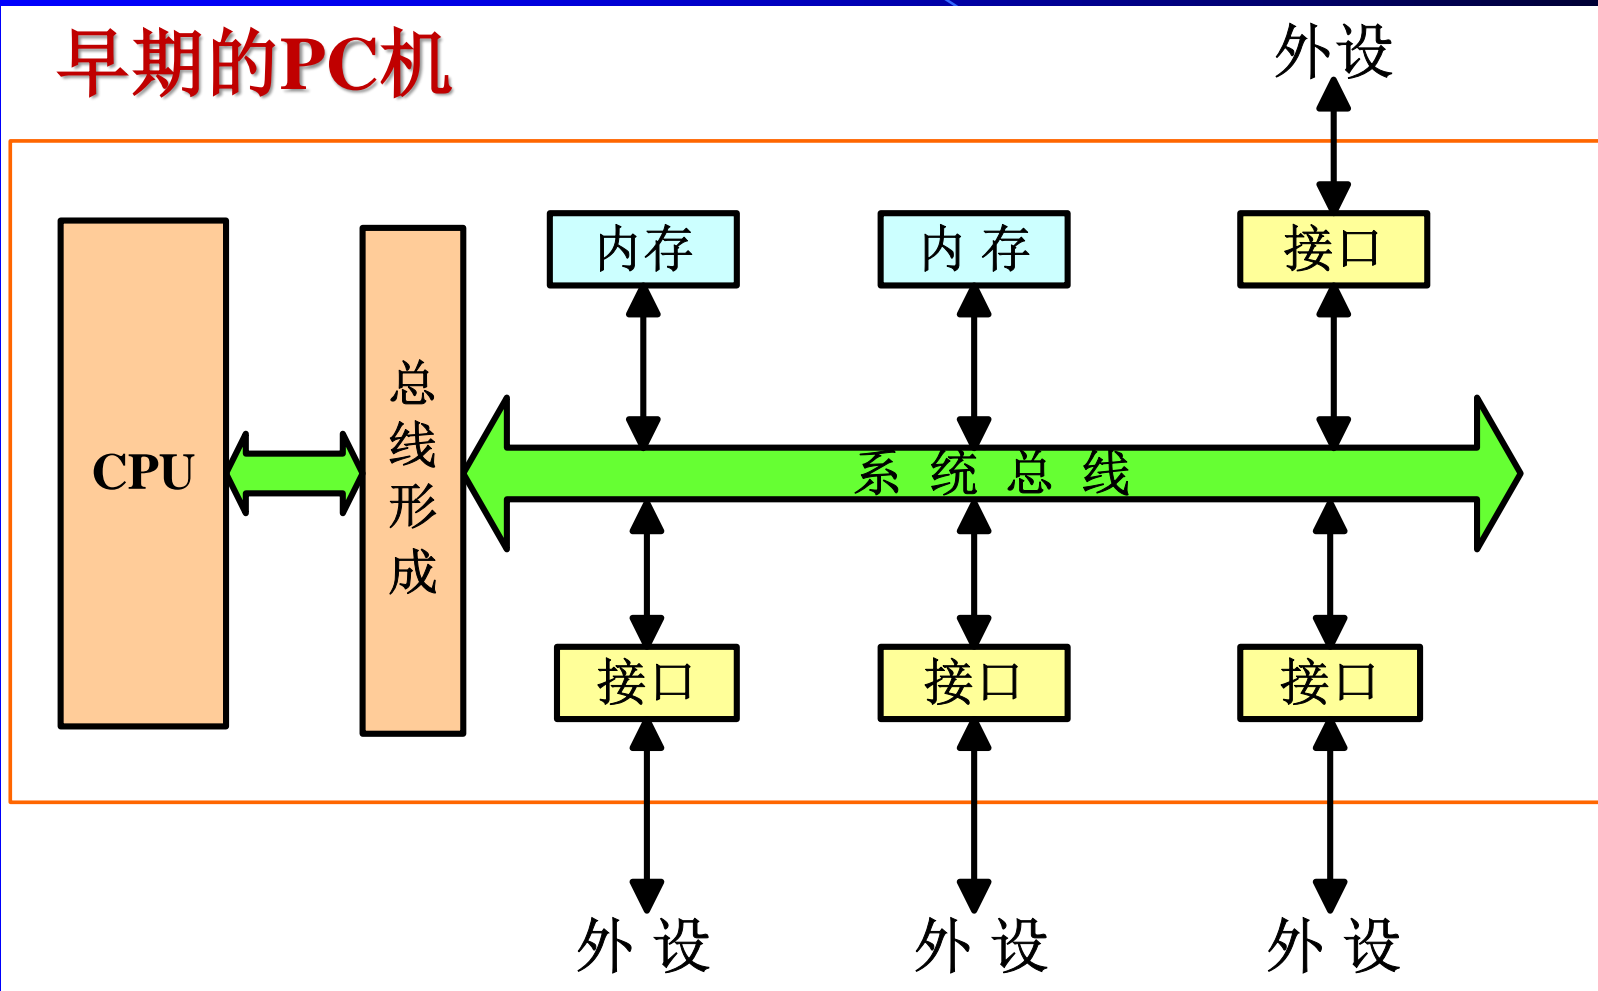 早期的PC机
外设
内存
内 存
接口
CPU
总线形成
系 统 总 线
接口
接口
接口
外 设
外 设
外 设